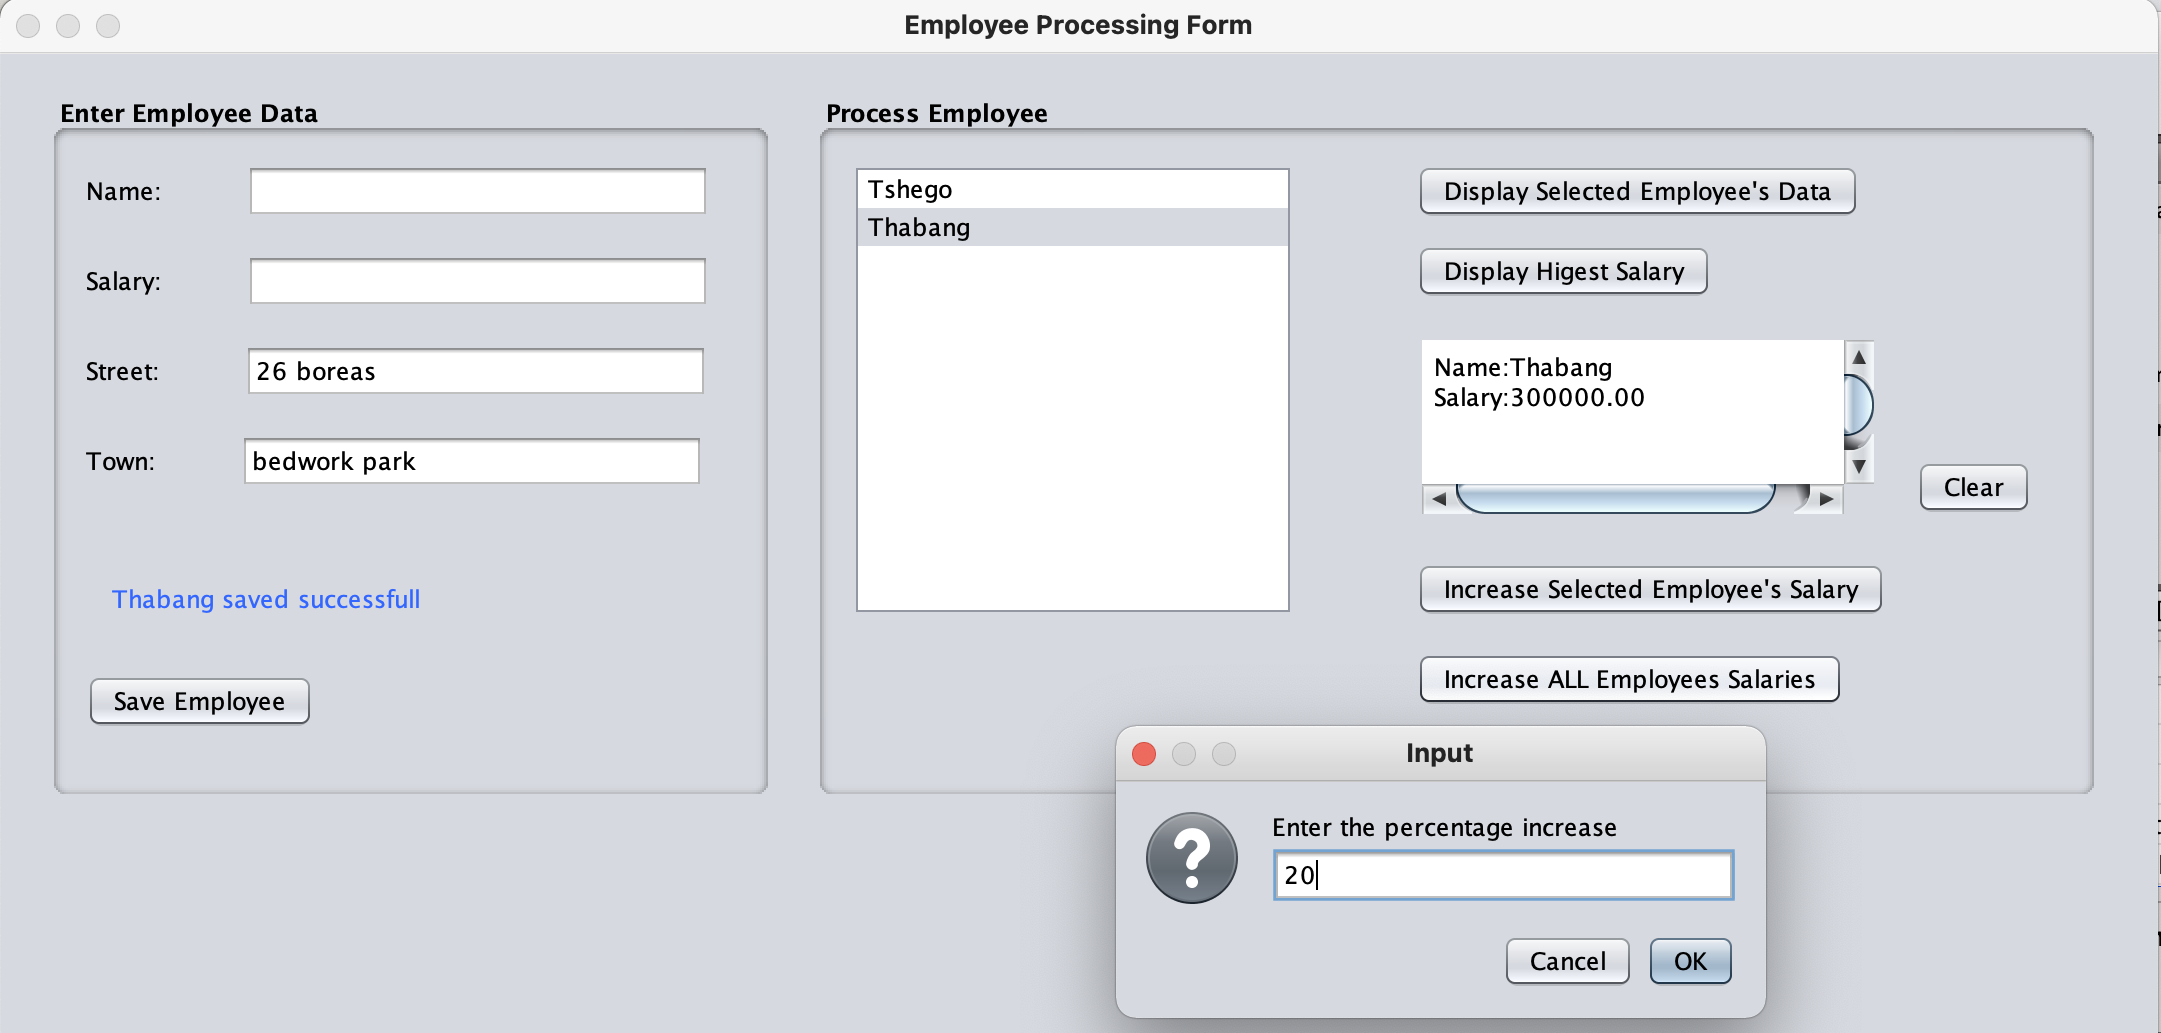 Employee Processing Form
Enter Employee Data
Name:
Salary:
Street:
26 boreas
Town:
bedwork park
Thabang saved successfull
Save Employee
Process Employee
Tshego
Thabang
Display Selected Employee's Data
Display Higest Salary
Name:Thabang
Salary:300000.00
Clear
Increase Selected Employee's Salary
Increase ALL Employees Salaries
Input
?
Enter the percentage increase
20
Cancel
OK